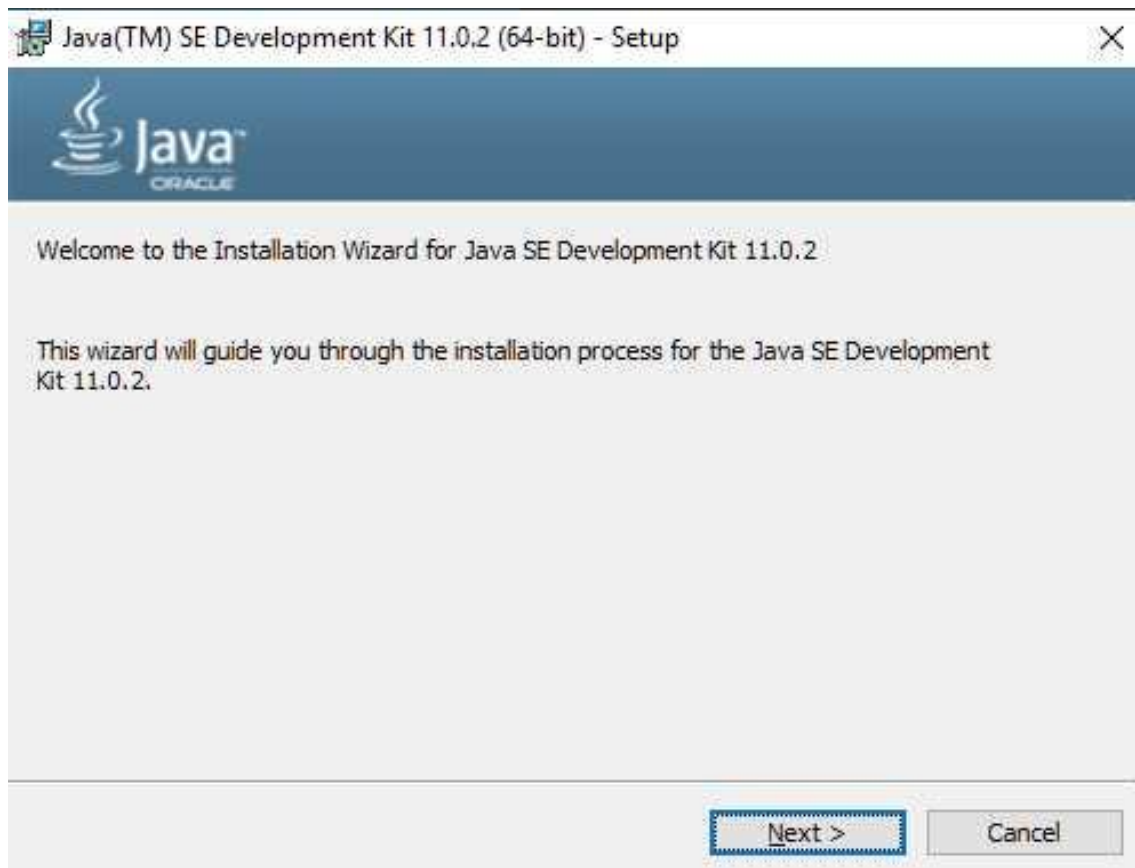 Java(TM) SE Development Kit 11.0.2 (64-bit) - Setup
Java™
ORACLE
Welcome to the Installation Wizard for Java SE Development Kit 11.0.2
This wizard will guide you through the installation process for the Java SE Development
Kit 11.0.2.
Next >
Cancel